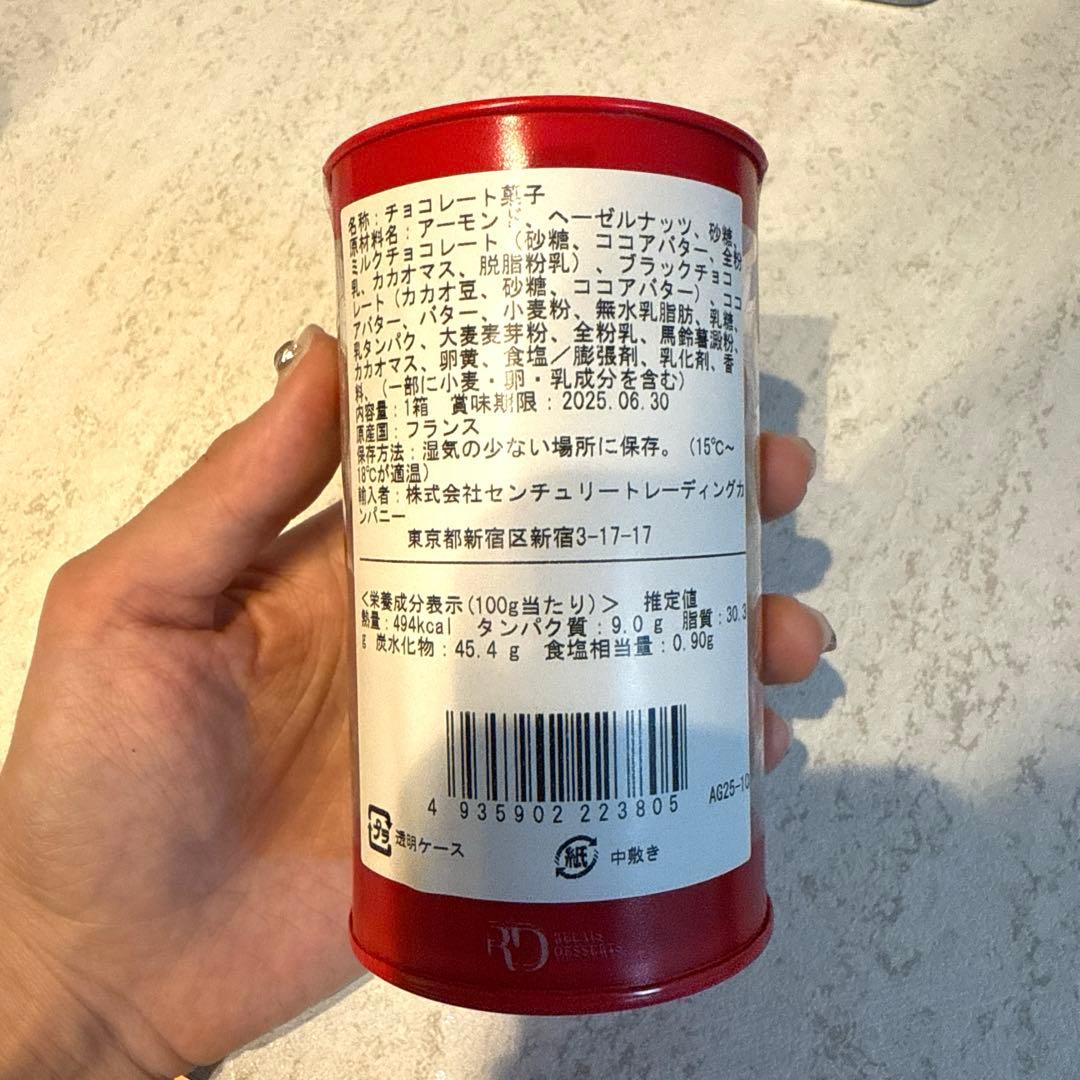 名称：チョコレート菓子
原材料名：アーモンド、ヘーゼルナッツ、砂糖、
ミルクチョコレート（砂糖、ココアバター、全粉
乳、カカオマス、脱脂粉乳）、ブラックチョコ
レート（カカオ豆、砂糖、ココアバター）、ココ
アバター、バター、小麦粉、無水乳脂肪、乳糖、
乳タンパク、大麦麦芽粉、全粉乳、馬鈴薯澱粉、
カカオマス、卵黄、食塩／膨張剤、乳化剤、香
料、（一部に小麦・卵・乳成分を含む）
内容量：1箱　賞味期限：2025.06.30
原産国：フランス
保存方法：湿気の少ない場所に保存。（15℃~
18℃が適温）
輸入者：株式会社センチュリートレーディングカ
ンパニー
東京都新宿区新宿3-17-17
＜栄養成分表示(100g当たり)＞　推定値
熱量：494kcal　タンパク質：9.0 g　脂質：30.3
g 炭水化物：45.4 g　食塩相当量：0.90g
4 935902 223805
AG25-10
プラ 透明ケース
紙 中敷き
RD RELAIS
DESSERTS